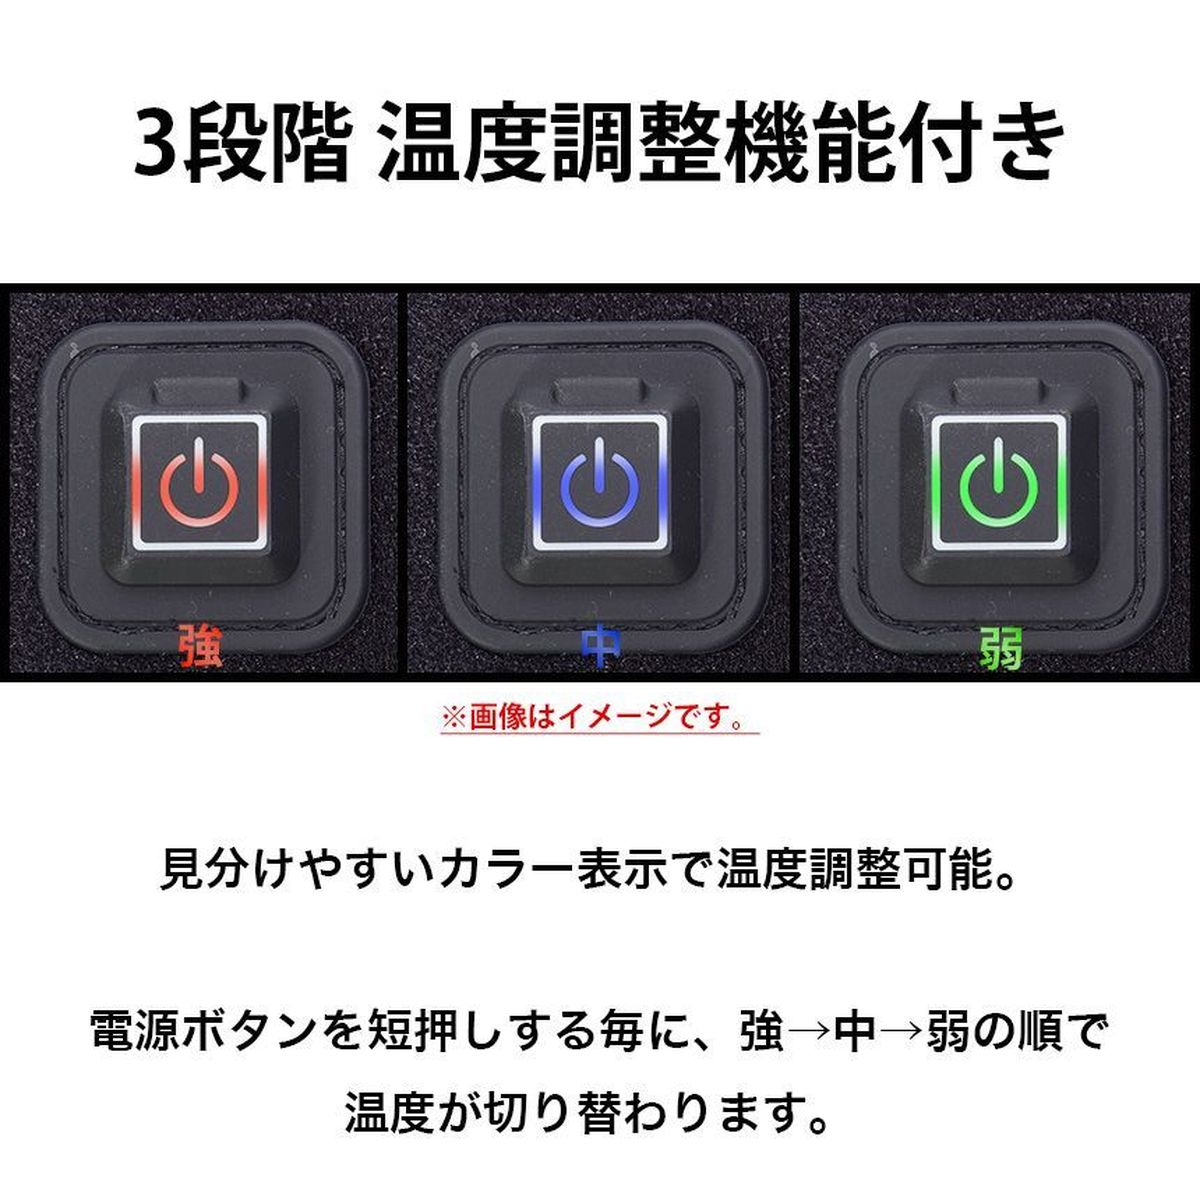 3段階 温度調整機能付き
強
中
弱
※画像はイメージです。
見分けやすいカラー表示で温度調整可能。
電源ボタンを短押しする毎に、強→中→弱の順で
温度が切り替わります。